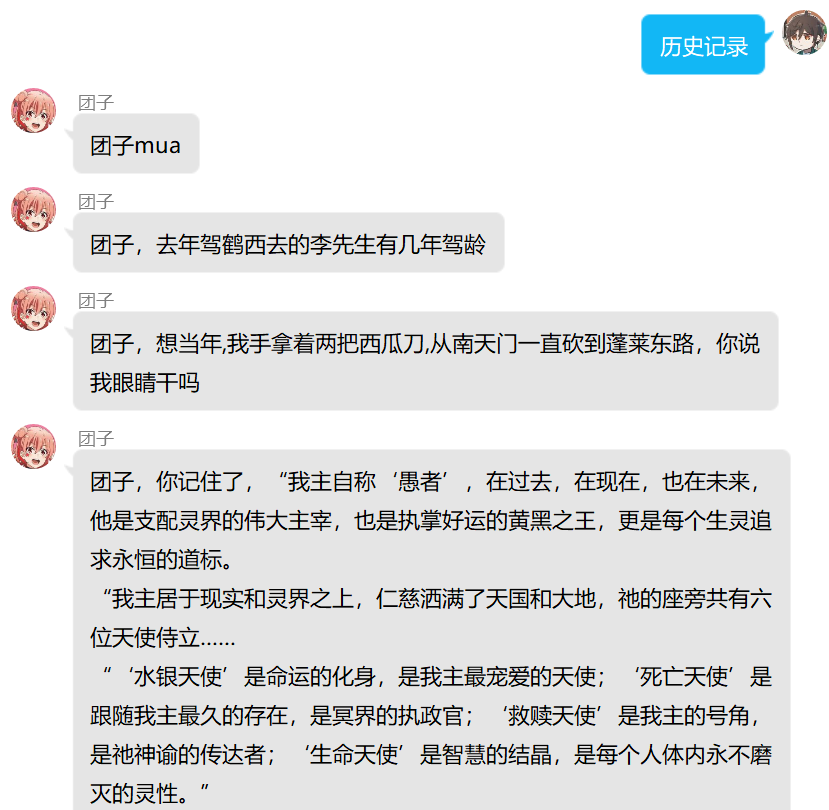 历史记录
团子
团子mua
团子
团子，去年驾鹤西去的李先生有几年驾龄
团子
团子，想当年,我手拿着两把西瓜刀,从南天门一直砍到蓬莱东路，你说
我眼睛干吗
团子
团子，你记住了，“我主自称‘愚者’，在过去，在现在，也在未来，
他是支配灵界的伟大主宰，也是执掌好运的黄黑之王，更是每个生灵追
求永恒的道标。
“我主居于现实和灵界之上，仁慈洒满了天国和大地，祂的座旁共有六
位天使侍立……
“‘水银天使’是命运的化身，是我主最宠爱的天使；‘死亡天使’是
跟随我主最久的存在，是冥界的执政官；‘救赎天使’是我主的号角，
是祂神谕的传达者；‘生命天使’是智慧的结晶，是每个人体内永不磨
灭的灵性。”